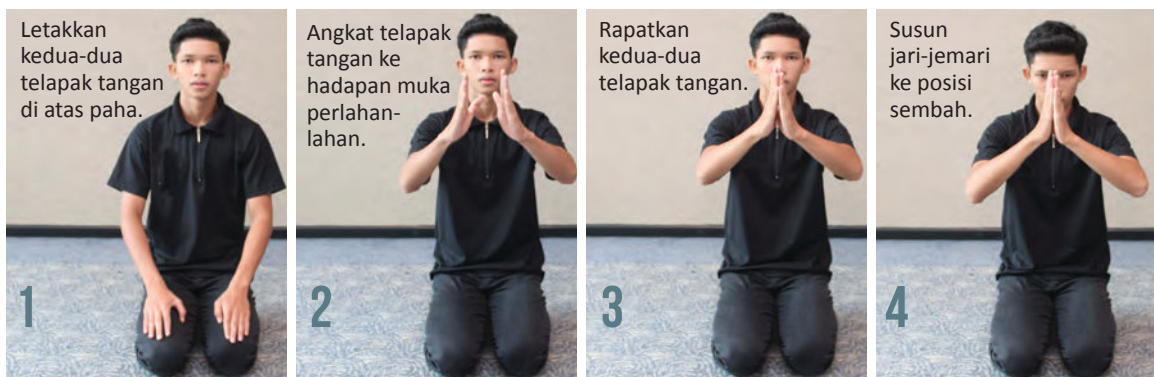 Letakkan
kedua-dua
telapak tangan
di atas paha.
1
Angkat telapak
tangan ke
hadapan muka
perlahan-
lahan.
2
Rapatkan
kedua-dua
telapak tangan.
3
Susun
jari-jemari
ke posisi
sembah.
4